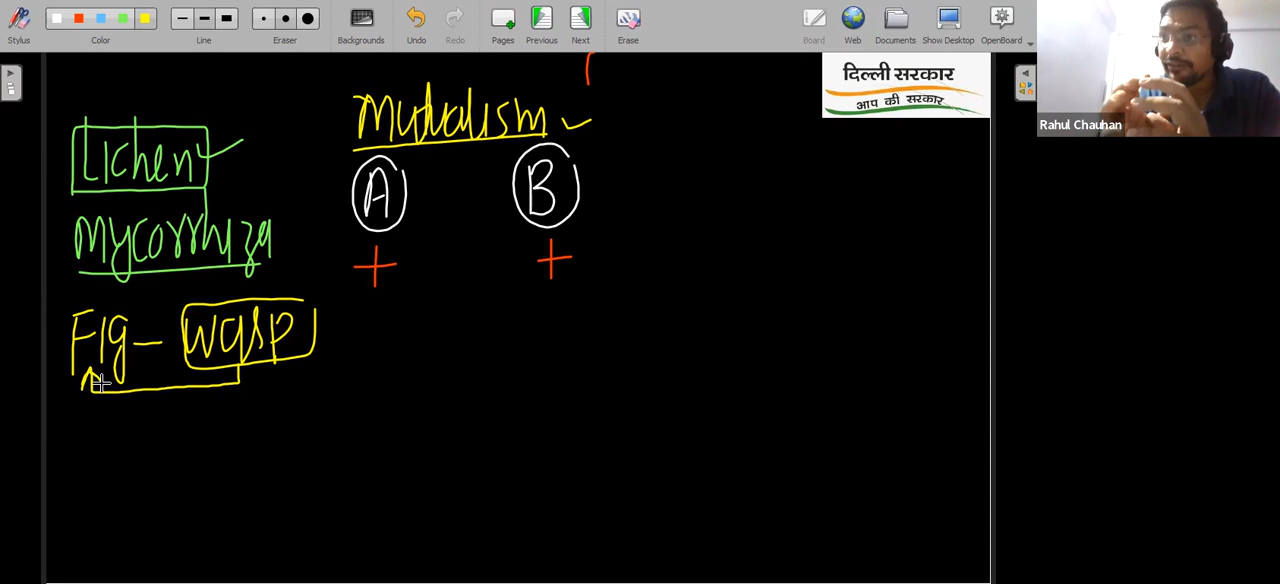 Stylus
Color
Line
Eraser
Backgrounds
Undo
Redo
Pages
Previous
Next
Erase
Board
Web
Documents
Show Desktop
OpenBoard
दिल्ली सरकार
आप की सरकार
Rahul Chauhan
Mutualism
Lichen
A B
Mycorrhiza
+ +
Fig – wasp